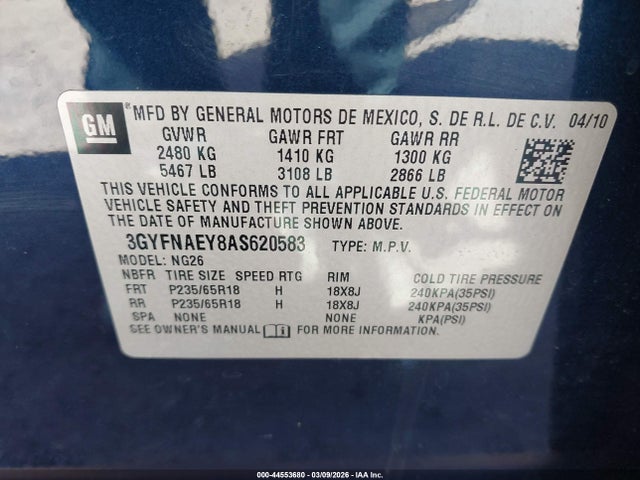 GM
®MFD BY GENERAL MOTORS DE MEXICO, S. DE R.L. DE C.V. 04/10
GVWR GAWR FRT GAWR RR
2480 KG 1410 KG 1300 KG
5467 LB 3108 LB 2866 LB
THIS VEHICLE CONFORMS TO ALL APPLICABLE U.S. FEDERAL MOTOR
VEHICLE SAFETY AND THEFT PREVENTION STANDARDS IN EFFECT ON
THE DATE OF MANUFACTURE SHOWN ABOVE.
3GYFNAEY8AS620583 TYPE: M.P.V.
MODEL: NG26
NBFR TIRE SIZE SPEED RTG RIM COLD TIRE PRESSURE
FRT P235/65R18 H 18X8J 240KPA(35PSI)
RR P235/65R18 H 18X8J 240KPA(35PSI)
SPA NONE NONE KPA(PSI)
SEE OWNER'S MANUAL FOR MORE INFORMATION.
000-44553680 - 03/09/2026 - IAA Inc.